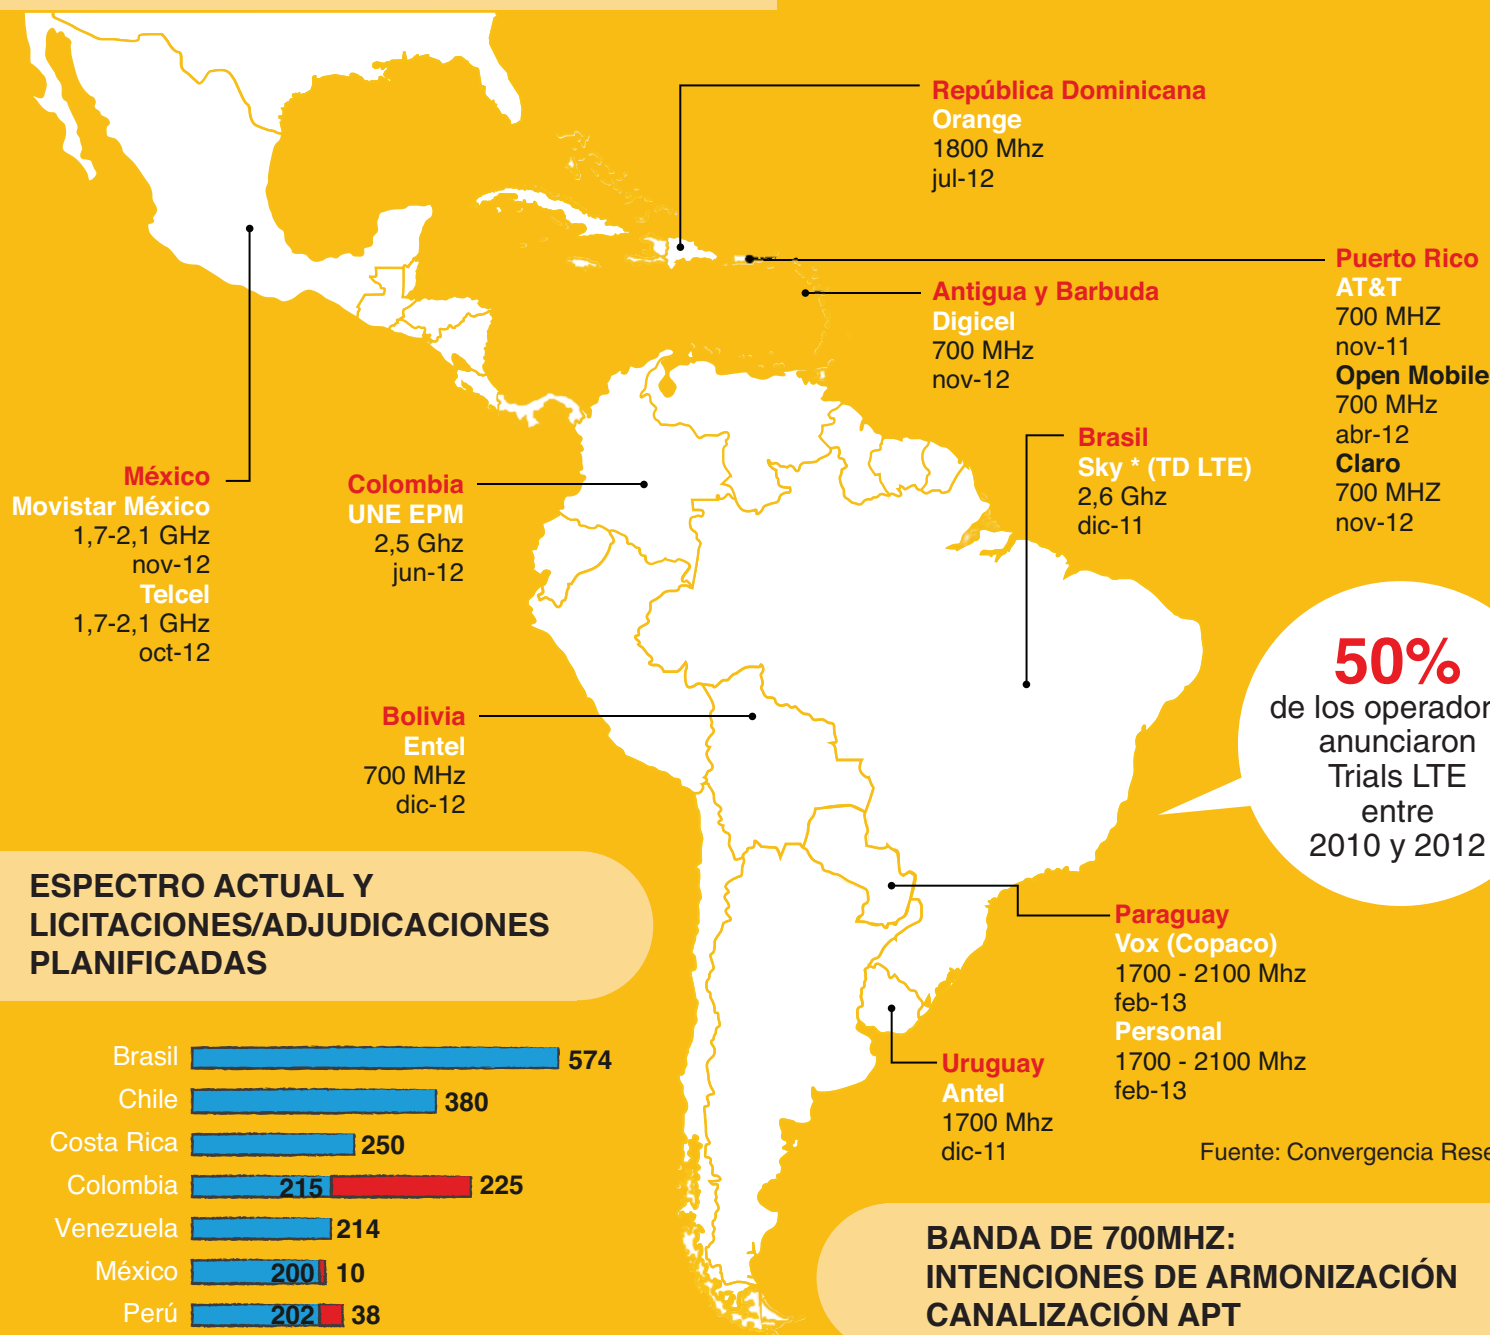 República Dominicana
Orange
1800 Mhz
jul-12
Puerto Rico
AT&T
700 MHZ
nov-11
Open Mobile
700 MHz
abr-12
Claro
700 MHZ
nov-12
Antigua y Barbuda
Digicel
700 MHz
nov-12
Brasil
Sky * (TD LTE)
2,6 Ghz
dic-11
México
Movistar México
1,7-2,1 GHz
nov-12
Telcel
1,7-2,1 GHz
oct-12
Colombia
UNE EPM
2,5 Ghz
jun-12
Bolivia
Entel
700 MHz
dic-12
50%
de los operador
anunciaron
Trials LTE
entre
2010 y 2012
Paraguay
Vox (Copaco)
1700 - 2100 Mhz
feb-13
Personal
1700 - 2100 Mhz
feb-13
Uruguay
Antel
1700 Mhz
dic-11
Fuente: Convergencia Rese
ESPECTRO ACTUAL Y
LICITACIONES/ADJUDICACIONES
PLANIFICADAS
Brasil 574
Chile 380
Costa Rica 250
Colombia 215 225
Venezuela 214
México 200 10
Perú 202 38
BANDA DE 700MHZ:
INTENCIONES DE ARMONIZACIÓN
CANALIZACIÓN APT